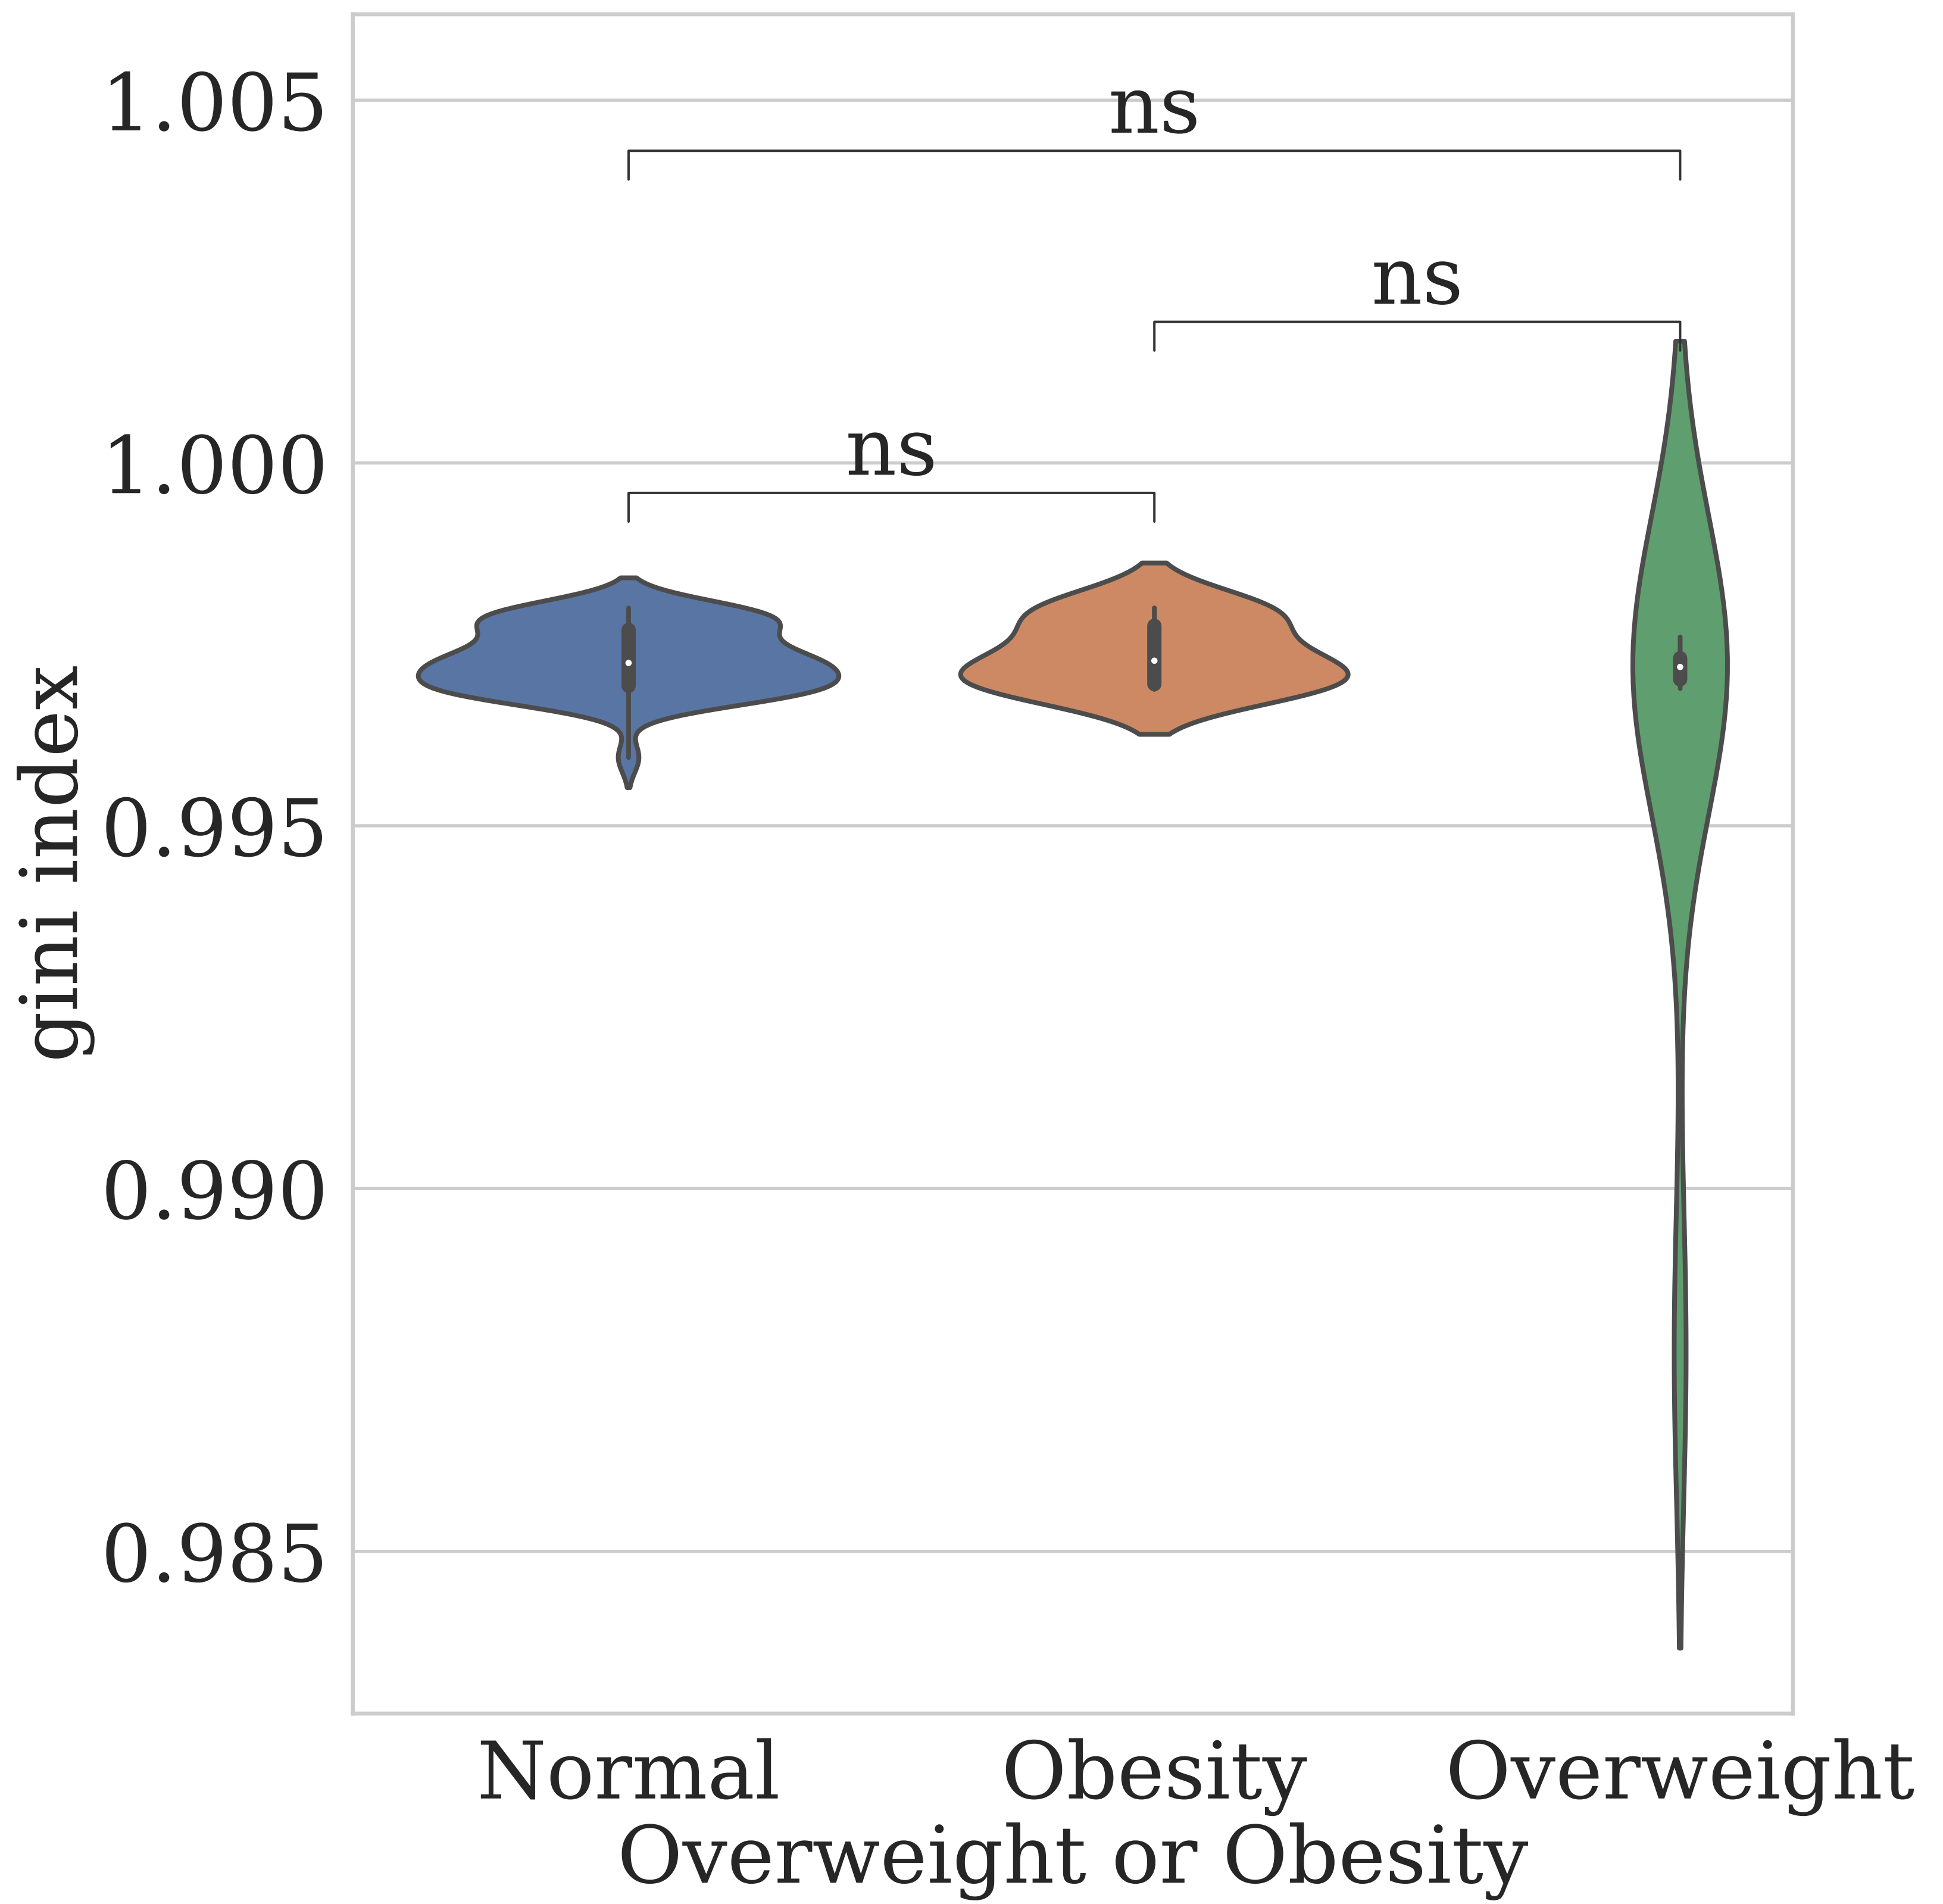 1.005
ns
ns
1.000
ns
0.995
0.990
0.985
gini index
Normal Obesity Overweight
Overweight or Obesity